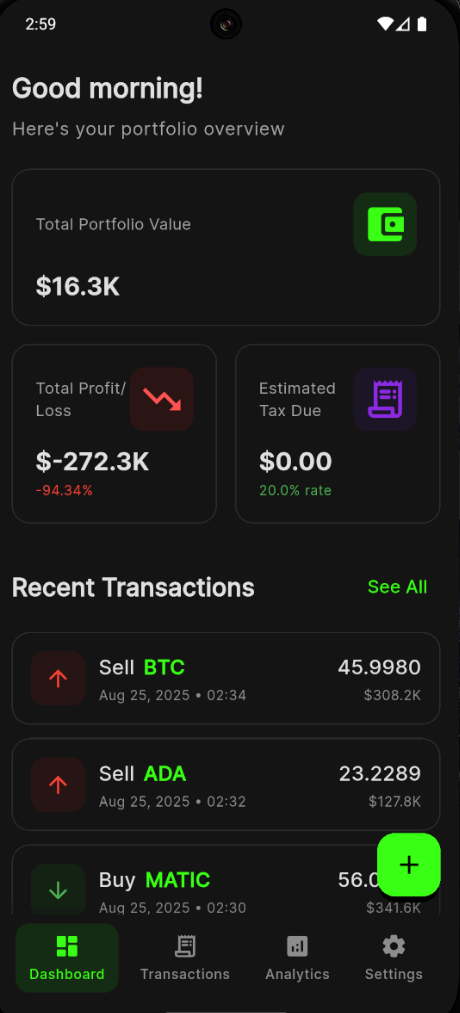 2:59
Good morning!
Here's your portfolio overview
Total Portfolio Value
$16.3K
Total Profit/
Loss
$-272.3K
-94.34%
Estimated
Tax Due
$0.00
20.0% rate
Recent Transactions
See All
Sell BTC
45.9980
Aug 25, 2025 • 02:34
$308.2K
Sell ADA
23.2289
Aug 25, 2025 • 02:32
$127.8K
Buy MATIC
Aug 25, 2025 • 02:30
$341.6K
Dashboard
Transactions
Analytics
Settings